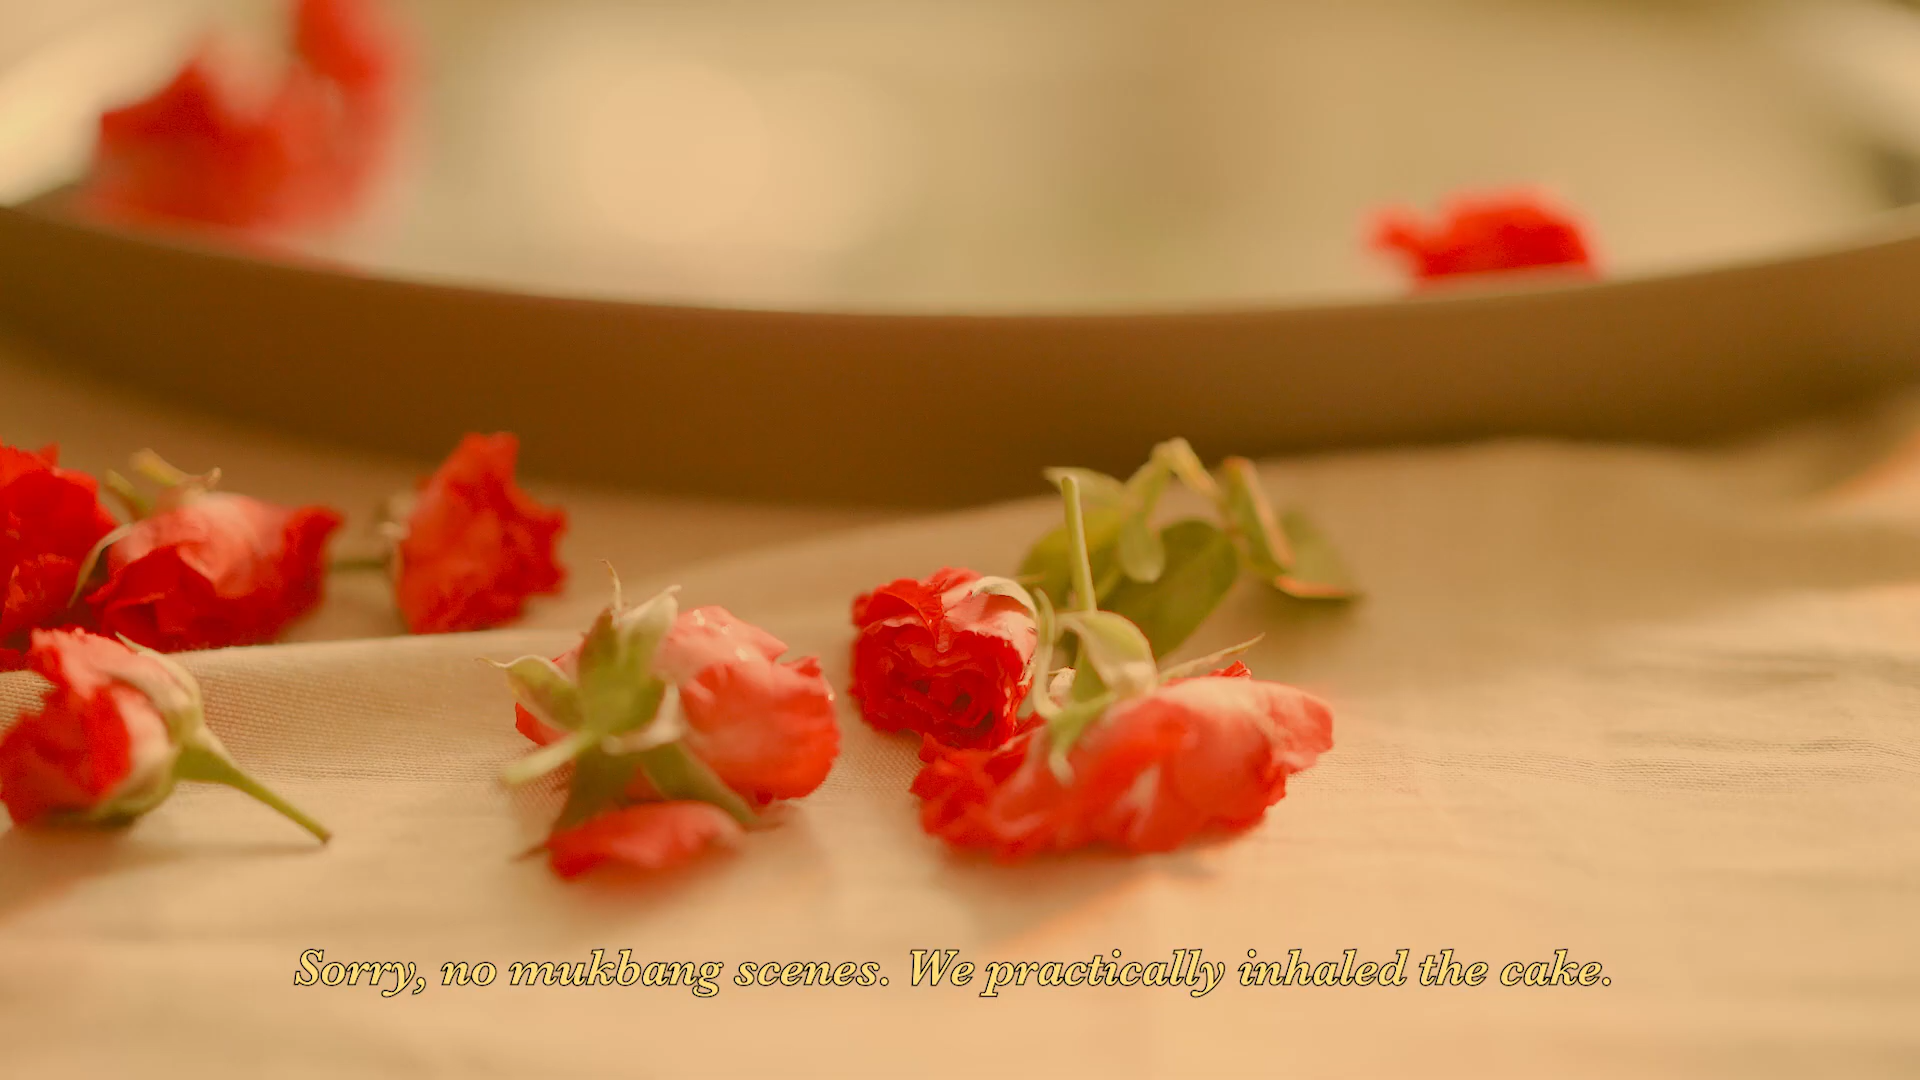 Sorry, no mukbang scenes. We practically inhaled the cake.